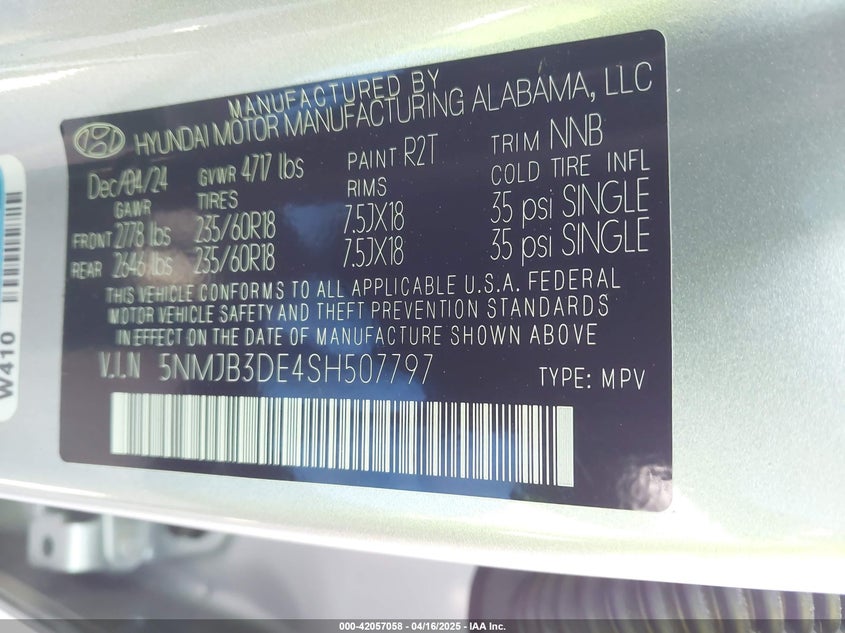 MANUFACTURED BY
HYUNDAI MOTOR MANUFACTURING ALABAMA, LLC
Dec/04/24 GVWR 4717 lbs PAINT R2T TRIM NNB
GAWR TIRES RIMS COLD TIRE INFL
FRONT 2778 lbs 235/60R18 7.5JX18 35 psi SINGLE
REAR 2646 lbs 235/60R18 7.5JX18 35 psi SINGLE
THIS VEHICLE CONFORMS TO ALL APPLICABLE U.S.A. FEDERAL
MOTOR VEHICLE SAFETY AND THEFT PREVENTION STANDARDS
IN EFFECT ON THE DATE OF MANUFACTURE SHOWN ABOVE
V.I.N 5NMJB3DE4SH507797 TYPE: MPV
W410
000-42057058 - 04/16/2025 - IAA Inc.